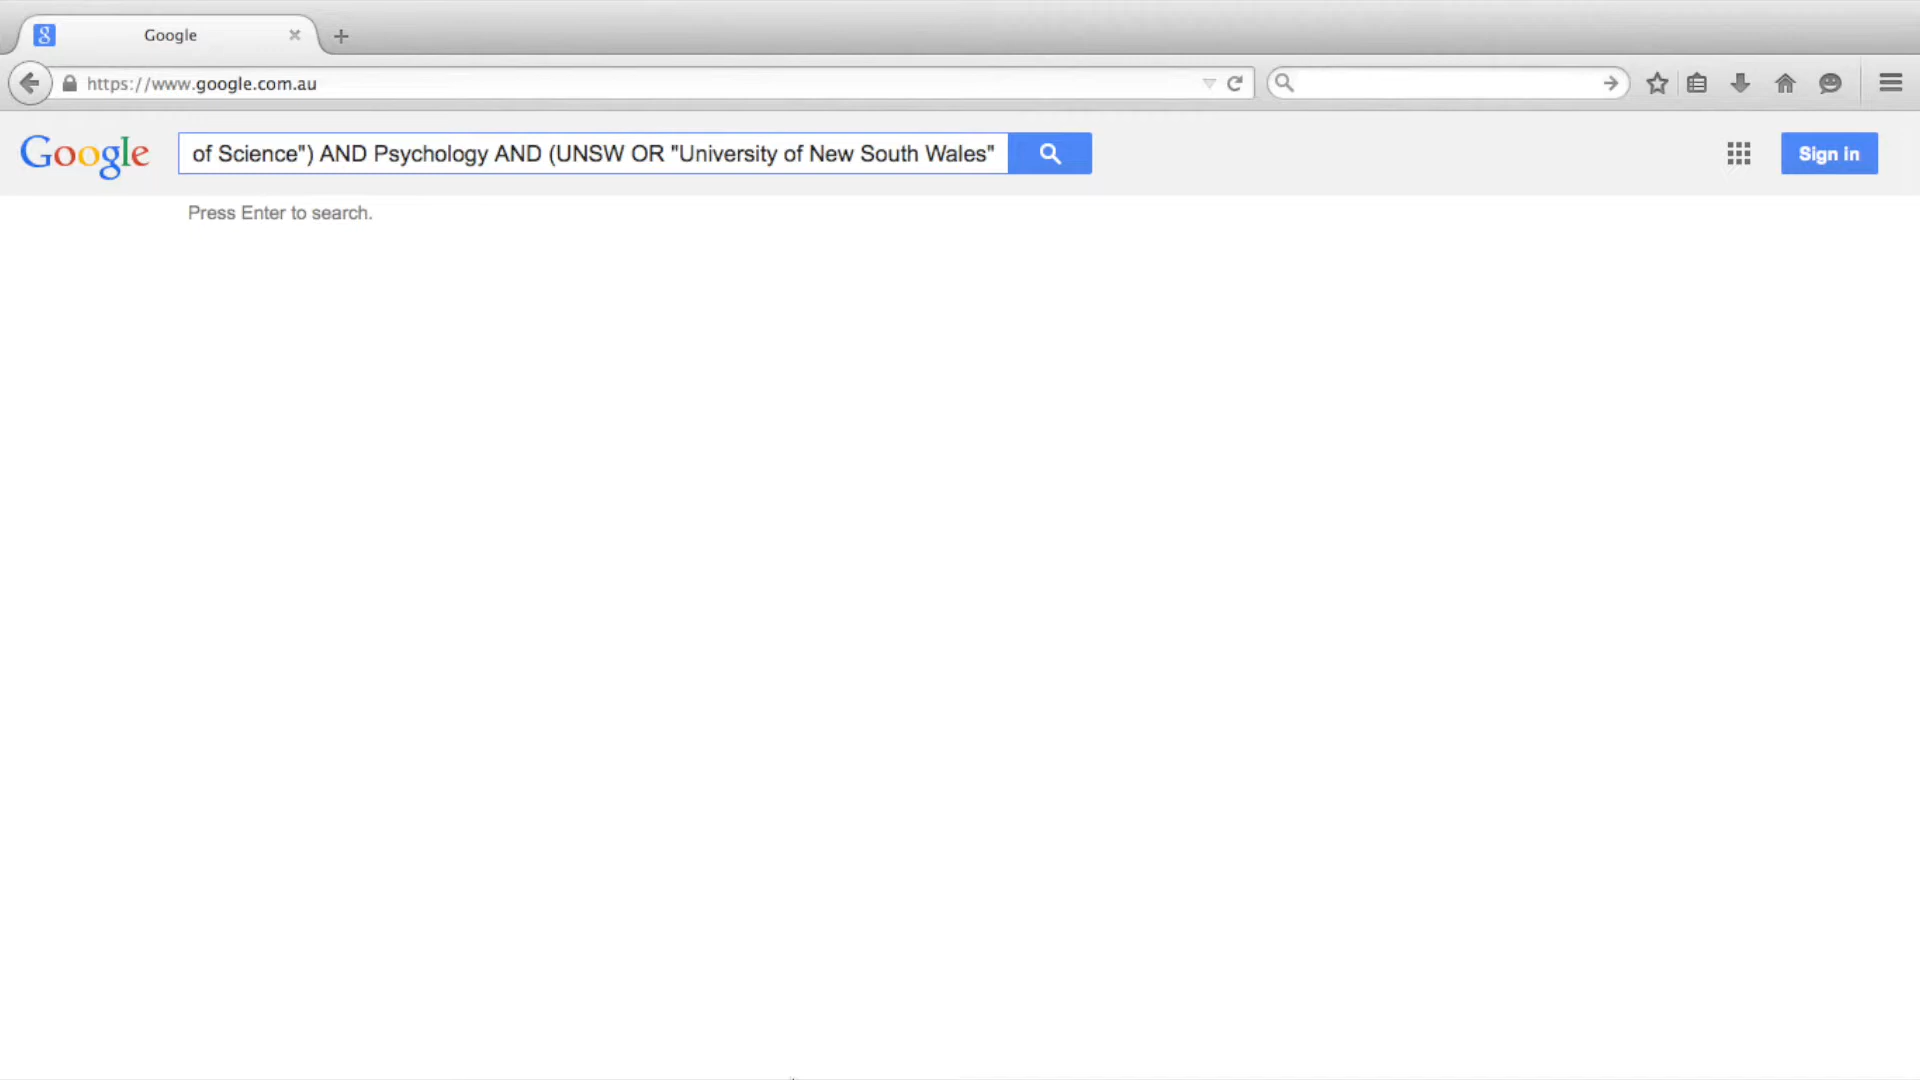 Google
https://www.google.com.au
Google
of Science") AND Psychology AND (UNSW OR "University of New South Wales"
Sign in
Press Enter to search.